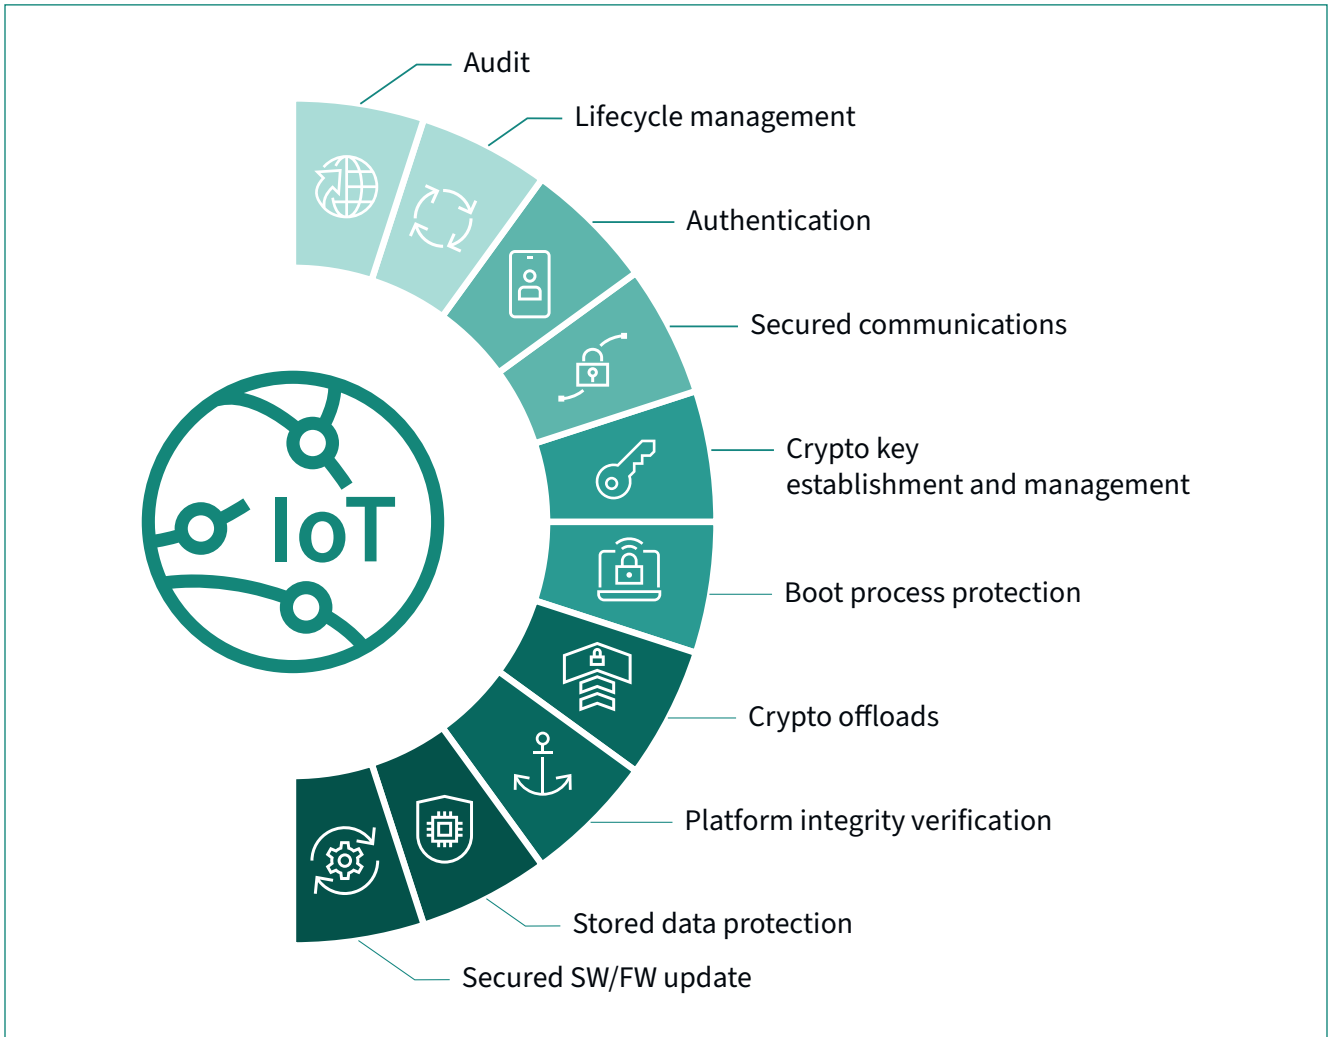 Audit
Lifecycle management
Authentication
Secured communications
Crypto key
establishment and management
IoT
Boot process protection
Crypto offloads
Platform integrity verification
Stored data protection
Secured SW/FW update